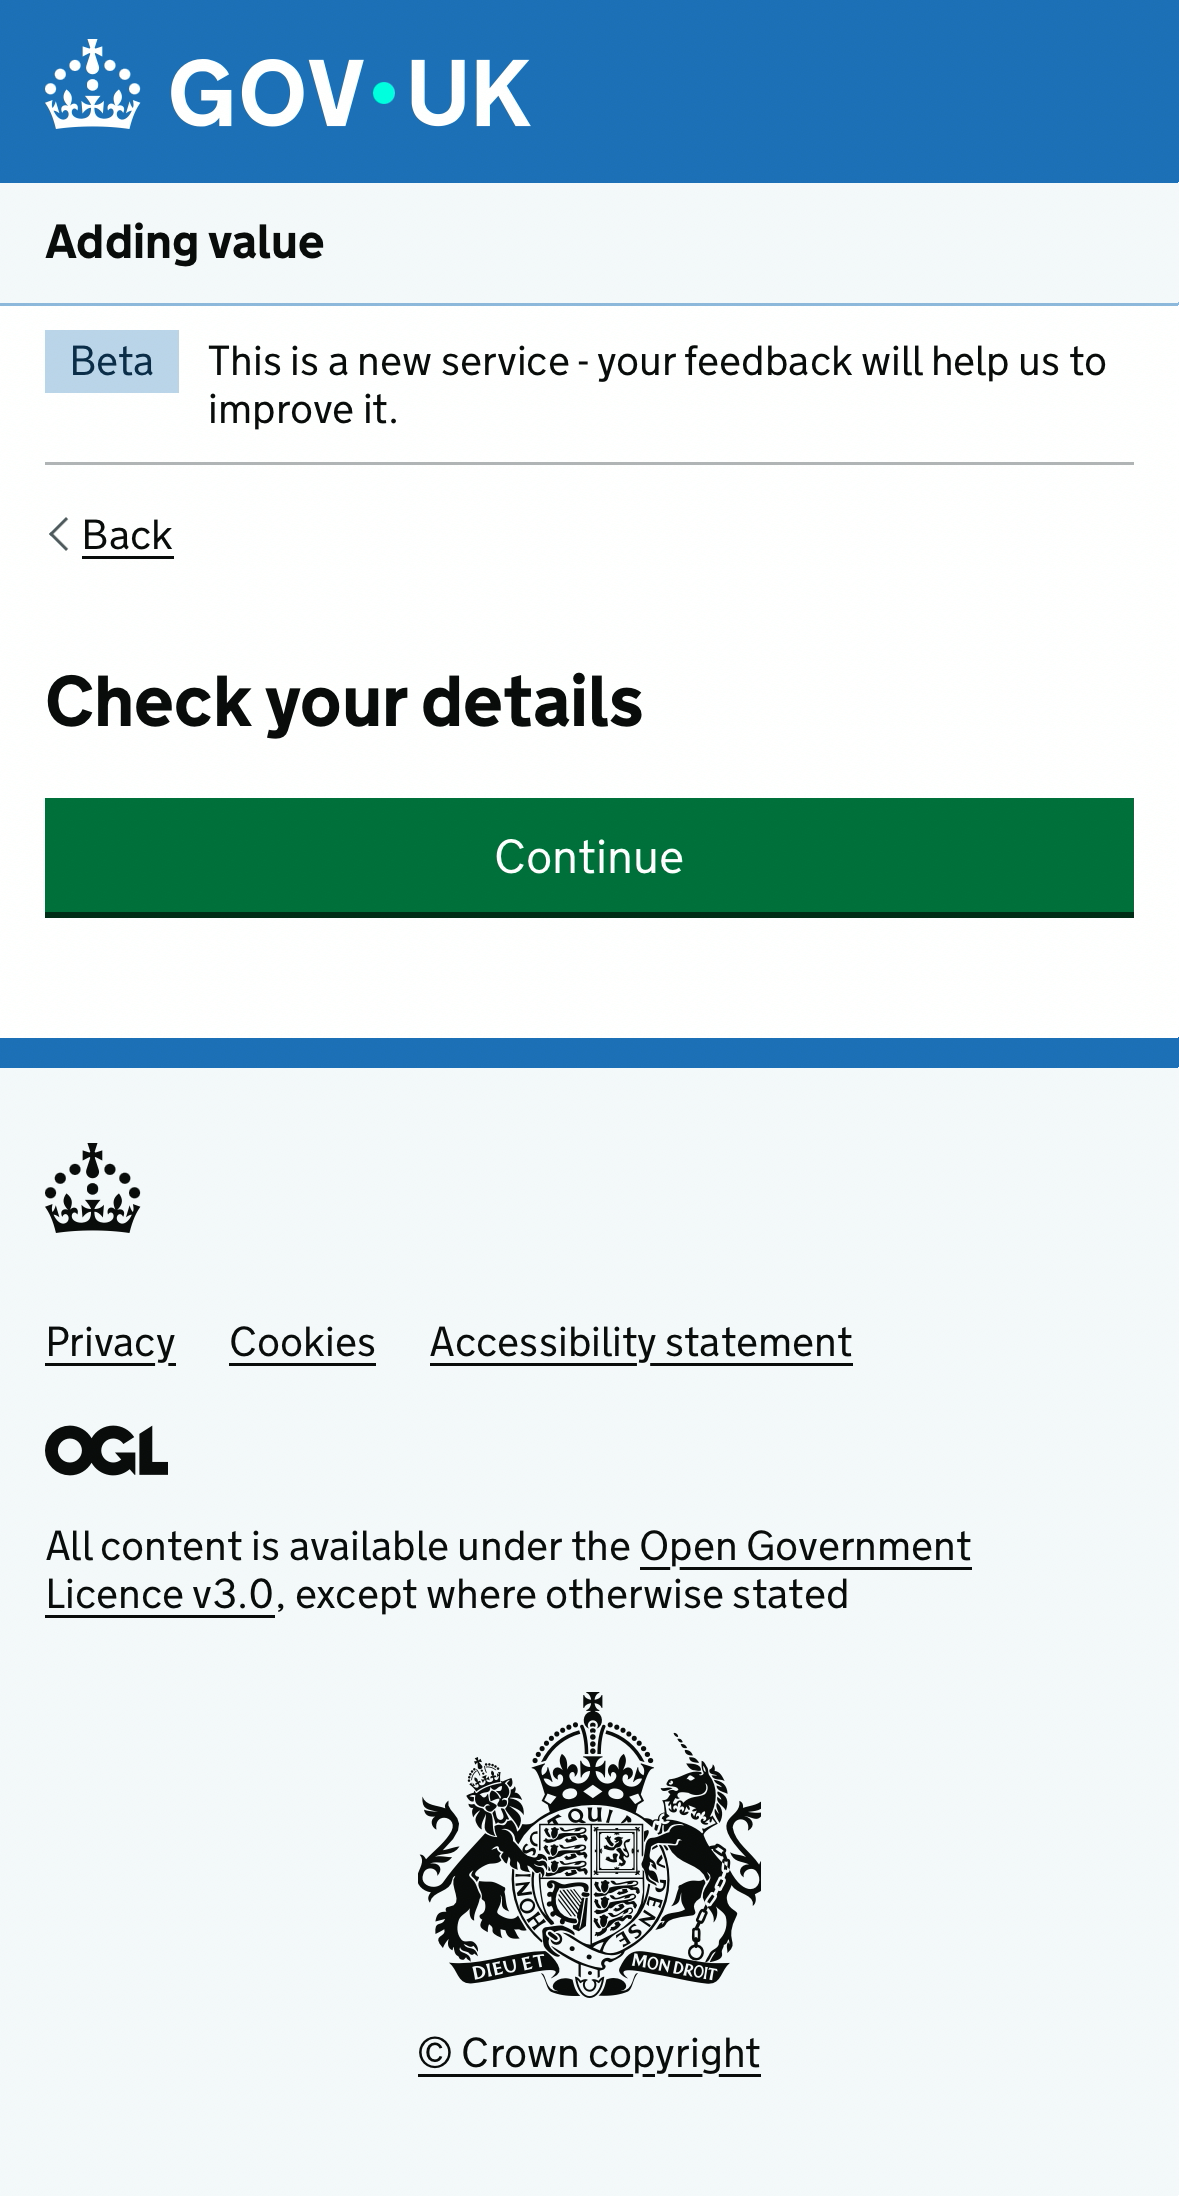 GOV•UK
Adding value
Beta
This is a new service - your feedback will help us to
improve it.
Back
Check your details
Continue
Privacy Cookies Accessibility statement
OGL
All content is available under the Open Government
Licence v3.0, except where otherwise stated
QUI
HONI
PENSE
DIEU ET MON DROIT
© Crown copyright